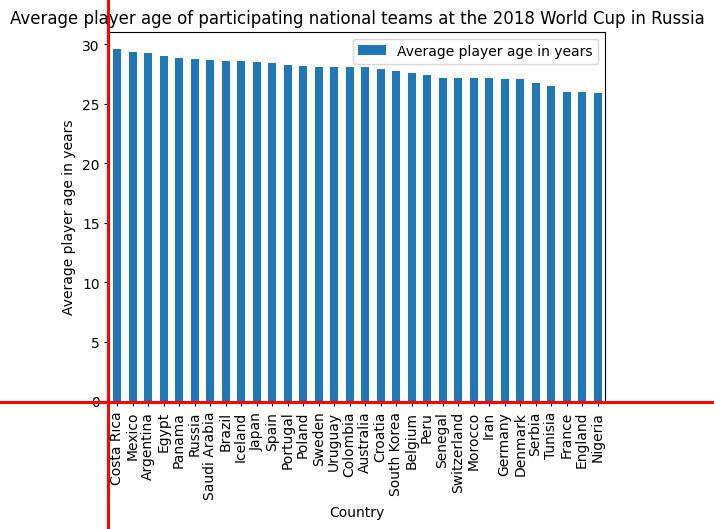 Average player age of participating national teams at the 2018 World Cup in Russia
Average player age in years
Average player age in years
30
25
20
15
10
5
0
Costa Rica
Mexico
Argentina
Egypt
Panama
Russia
Saudi Arabia
Brazil
Iceland
Japan
Spain
Portugal
Poland
Sweden
Uruguay
Colombia
Australia
Croatia
South Korea
Belgium
Peru
Senegal
Switzerland
Morocco
Iran
Germany
Denmark
Serbia
Tunisia
France
England
Nigeria
Country